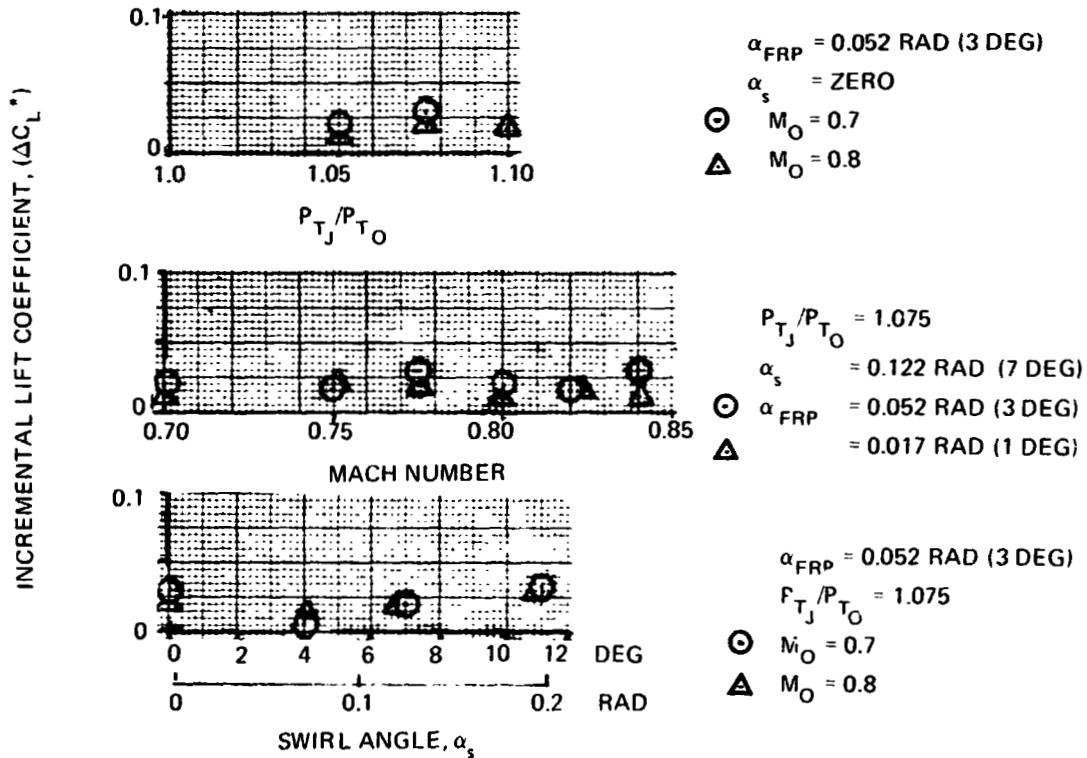 INCREMENTAL LIFT COEFFICIENT, (ΔC_L*)
0.1
0
1.0 1.05 1.10
P_TJ/P_TO
α_FRP = 0.052 RAD (3 DEG)
α_s = ZERO
M_O = 0.7
M_O = 0.8
0.1
0
0.70 0.75 0.80 0.85
MACH NUMBER
P_TJ/P_TO = 1.075
α_s = 0.122 RAD (7 DEG)
α_FRP = 0.052 RAD (3 DEG)
= 0.017 RAD (1 DEG)
0.1
0
0 2 4 6 8 10 12 DEG
0 0.1 0.2 RAD
SWIRL ANGLE, α_s
α_FRP = 0.052 RAD (3 DEG)
P_TJ/P_TO = 1.075
M_O = 0.7
M_O = 0.8